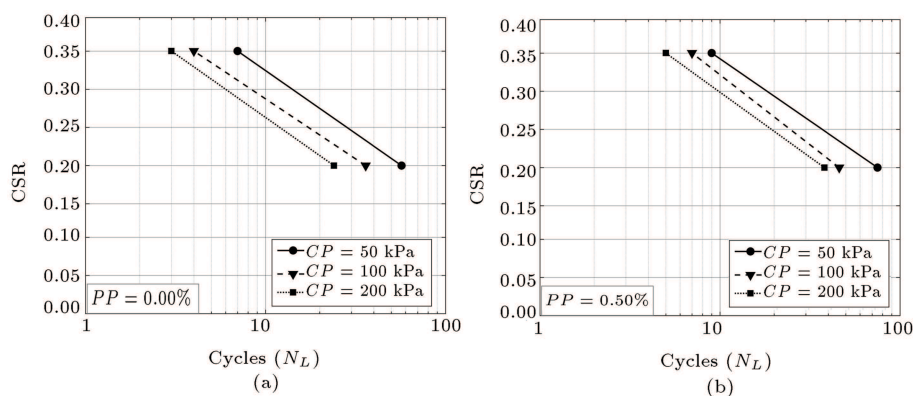 0.40
0.35
0.30
0.25
0.20
0.15
0.10
0.05
0.00
CSR
CP = 50 kPa
CP = 100 kPa
CP = 200 kPa
PP = 0.00%
1
10
100
Cycles (N_L)
(a)
0.40
0.35
0.30
0.25
0.20
0.15
0.10
0.05
0.00
CSR
CP = 50 kPa
CP = 100 kPa
CP = 200 kPa
PP = 0.50%
1
10
100
Cycles (N_L)
(b)